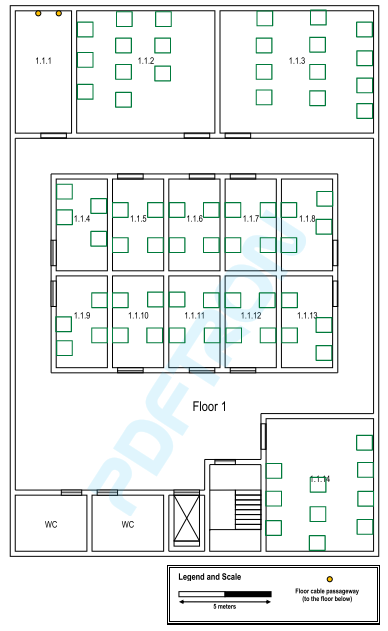 1.1.1
1.1.2
1.1.3
1.1.4
1.1.5
1.1.6
1.1.7
1.1.8
1.1.9
1.1.10
1.1.11
1.1.12
1.1.13
Floor 1
1.1.14
WC
WC
PDFTRON
Legend and Scale
5 meters
Floor cable passageway
(to the floor below)